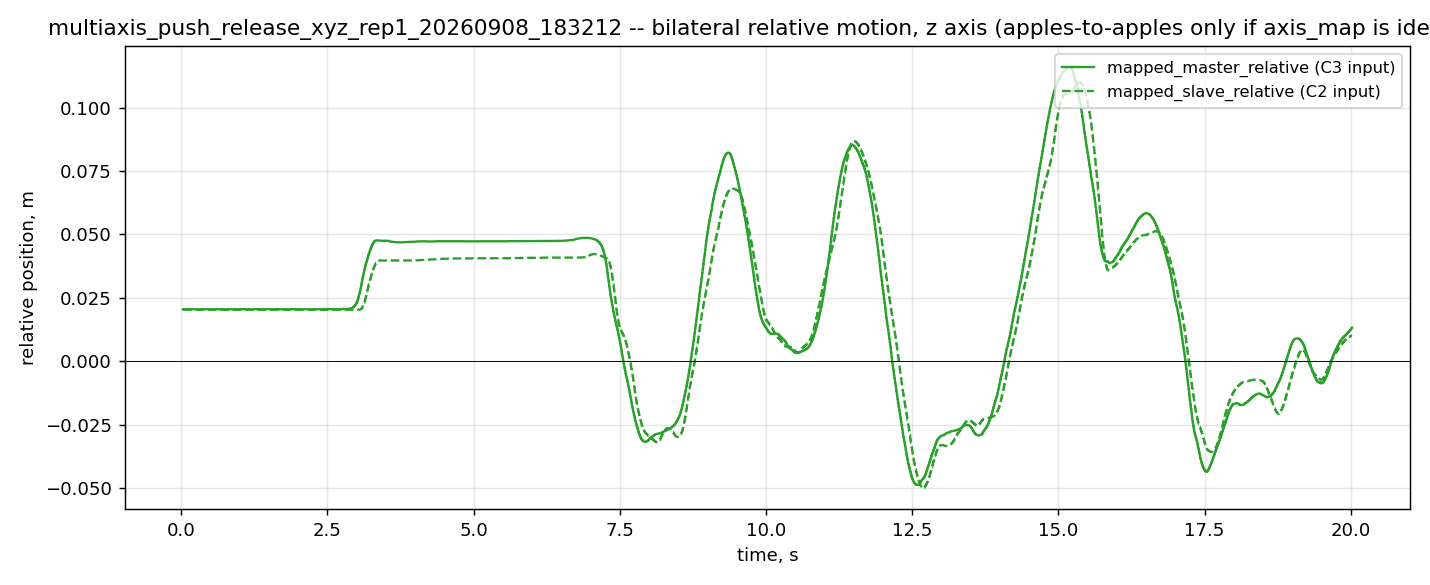 multiaxis_push_release_xyz_rep1_20260908_183212 -- bilateral relative motion, z axis (apples-to-apples only if axis_map is ide
mapped_master_relative (C3 input)
mapped_slave_relative (C2 input)
relative position, m
0.100
0.075
0.050
0.025
0.000
−0.025
−0.050
0.0 2.5 5.0 7.5 10.0 12.5 15.0 17.5 20.0
time, s